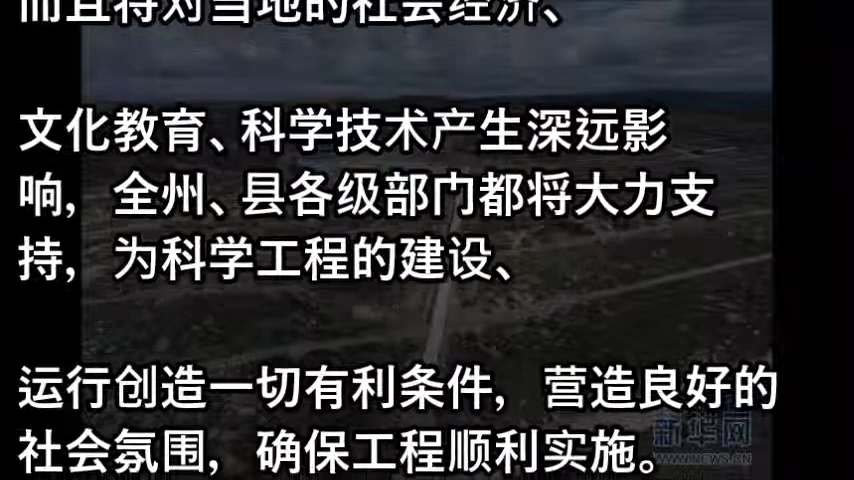 而且将对当地的社会经济、
文化教育、科学技术产生深远影
响，全州、县各级部门都将大力支
持，为科学工程的建设、
运行创造一切有利条件，营造良好的
社会氛围，确保工程顺利实施。
新华网
WWW.NEWS.CN